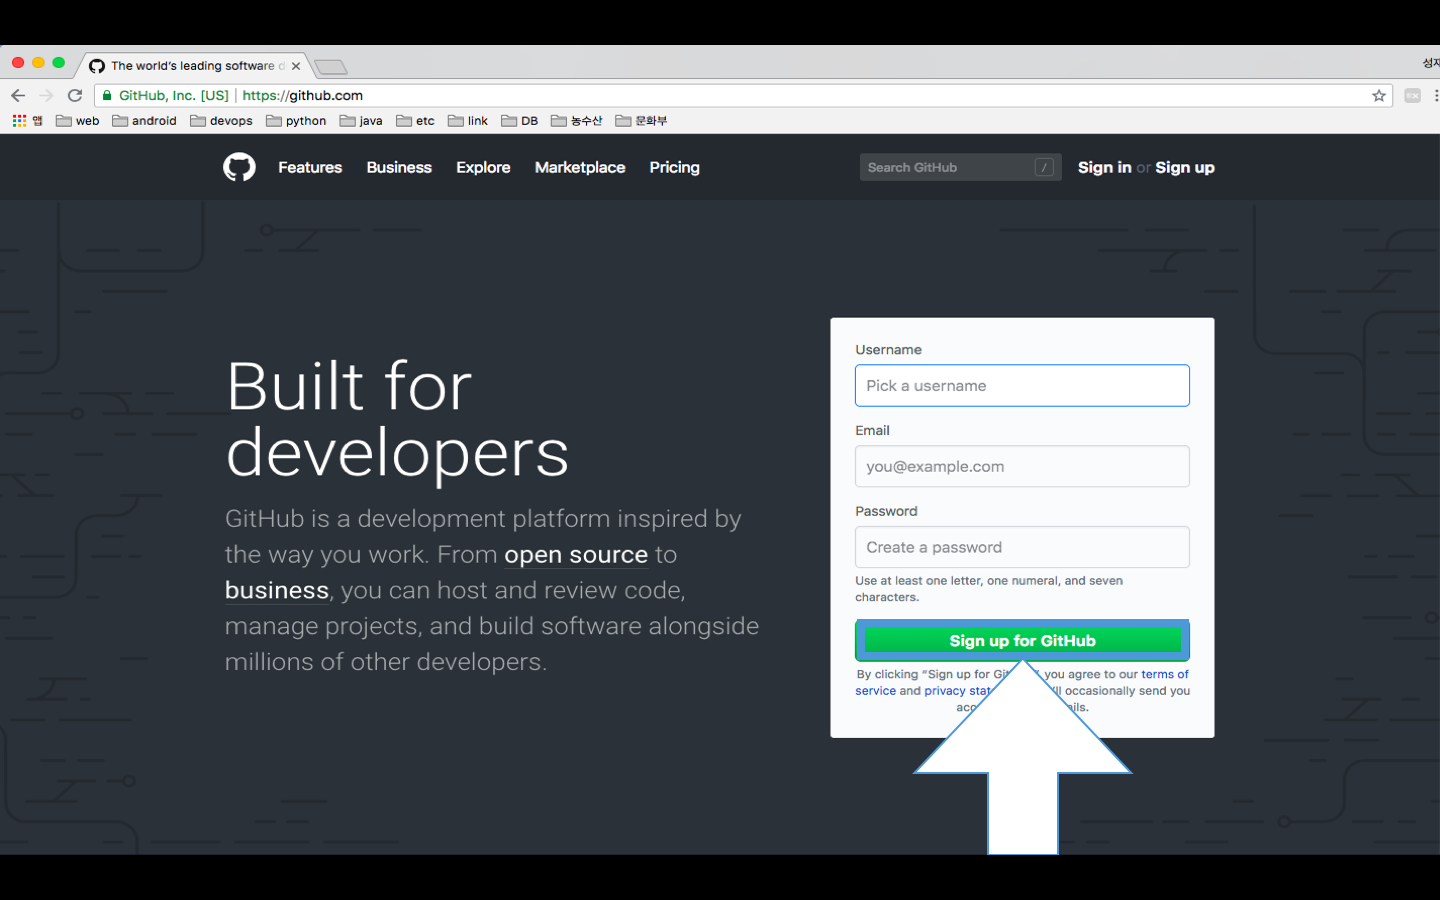 The world's leading software d
성재
GitHub, Inc. [US] https://github.com
앱 web android devops python java etc link DB 농수산 문화부
Features Business Explore Marketplace Pricing Search GitHub / Sign in or Sign up
Built for
developers
GitHub is a development platform inspired by
the way you work. From open source to
business, you can host and review code,
manage projects, and build software alongside
millions of other developers.
Username
Pick a username
Email
you@example.com
Password
Create a password
Use at least one letter, one numeral, and seven
characters.
Sign up for GitHub
By clicking “Sign up for Git ”, you agree to our terms of
service and privacy stat 'll occasionally send you
acc ils.